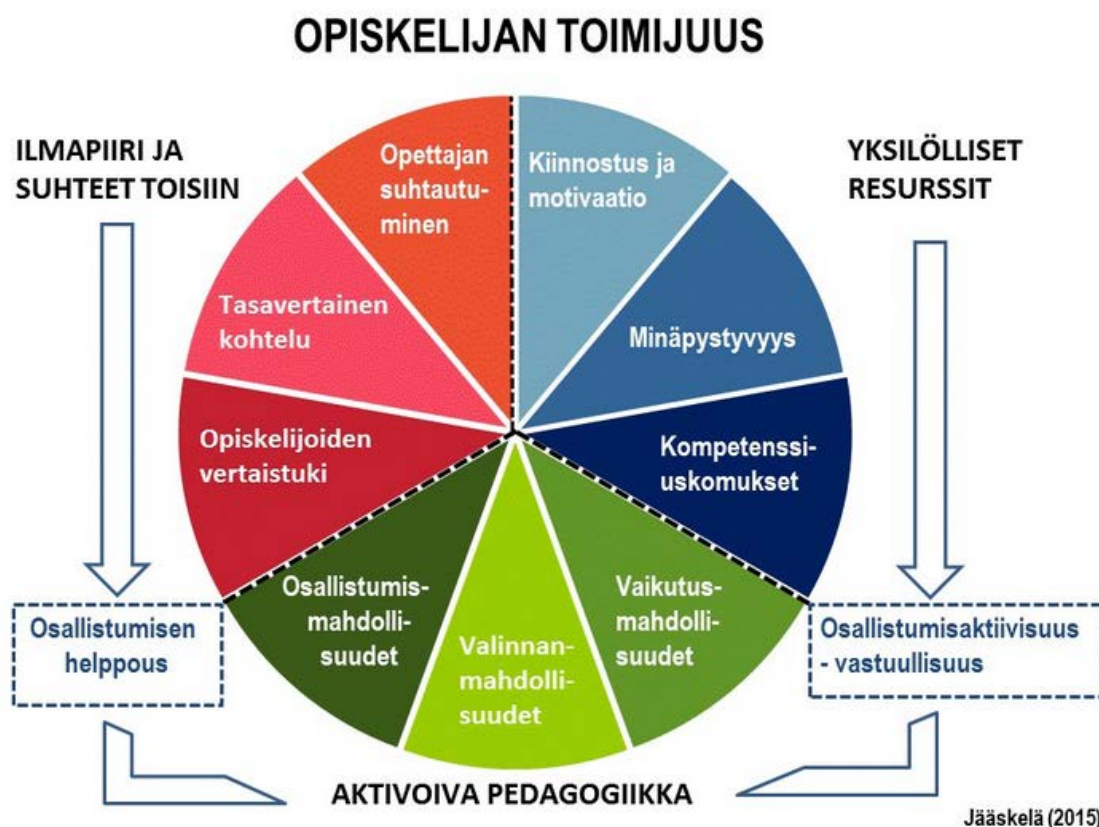 OPISKELIJAN TOIMIJUUS
ILMAPIIRI JA
SUHTEET TOISIIN
YKSILÖLLISET
RESURSSIT
Opettajan
suhtautu-
minen
Kiinnostus ja
motivaatio
Tasavertainen
kohtelu
Minäpystyvyys
Opiskelijoiden
vertaistuki
Kompetenssi-
uskomukset
Osallistumis-
mahdolli-
suudet
Valinnan-
mahdolli-
suudet
Vaikutus-
mahdolli-
suudet
Osallistumisen
helppous
Osallistumisaktiivisuus
- vastuullisuus
AKTIVOIVA PEDAGOGIIKKA
Jääskelä (2015)